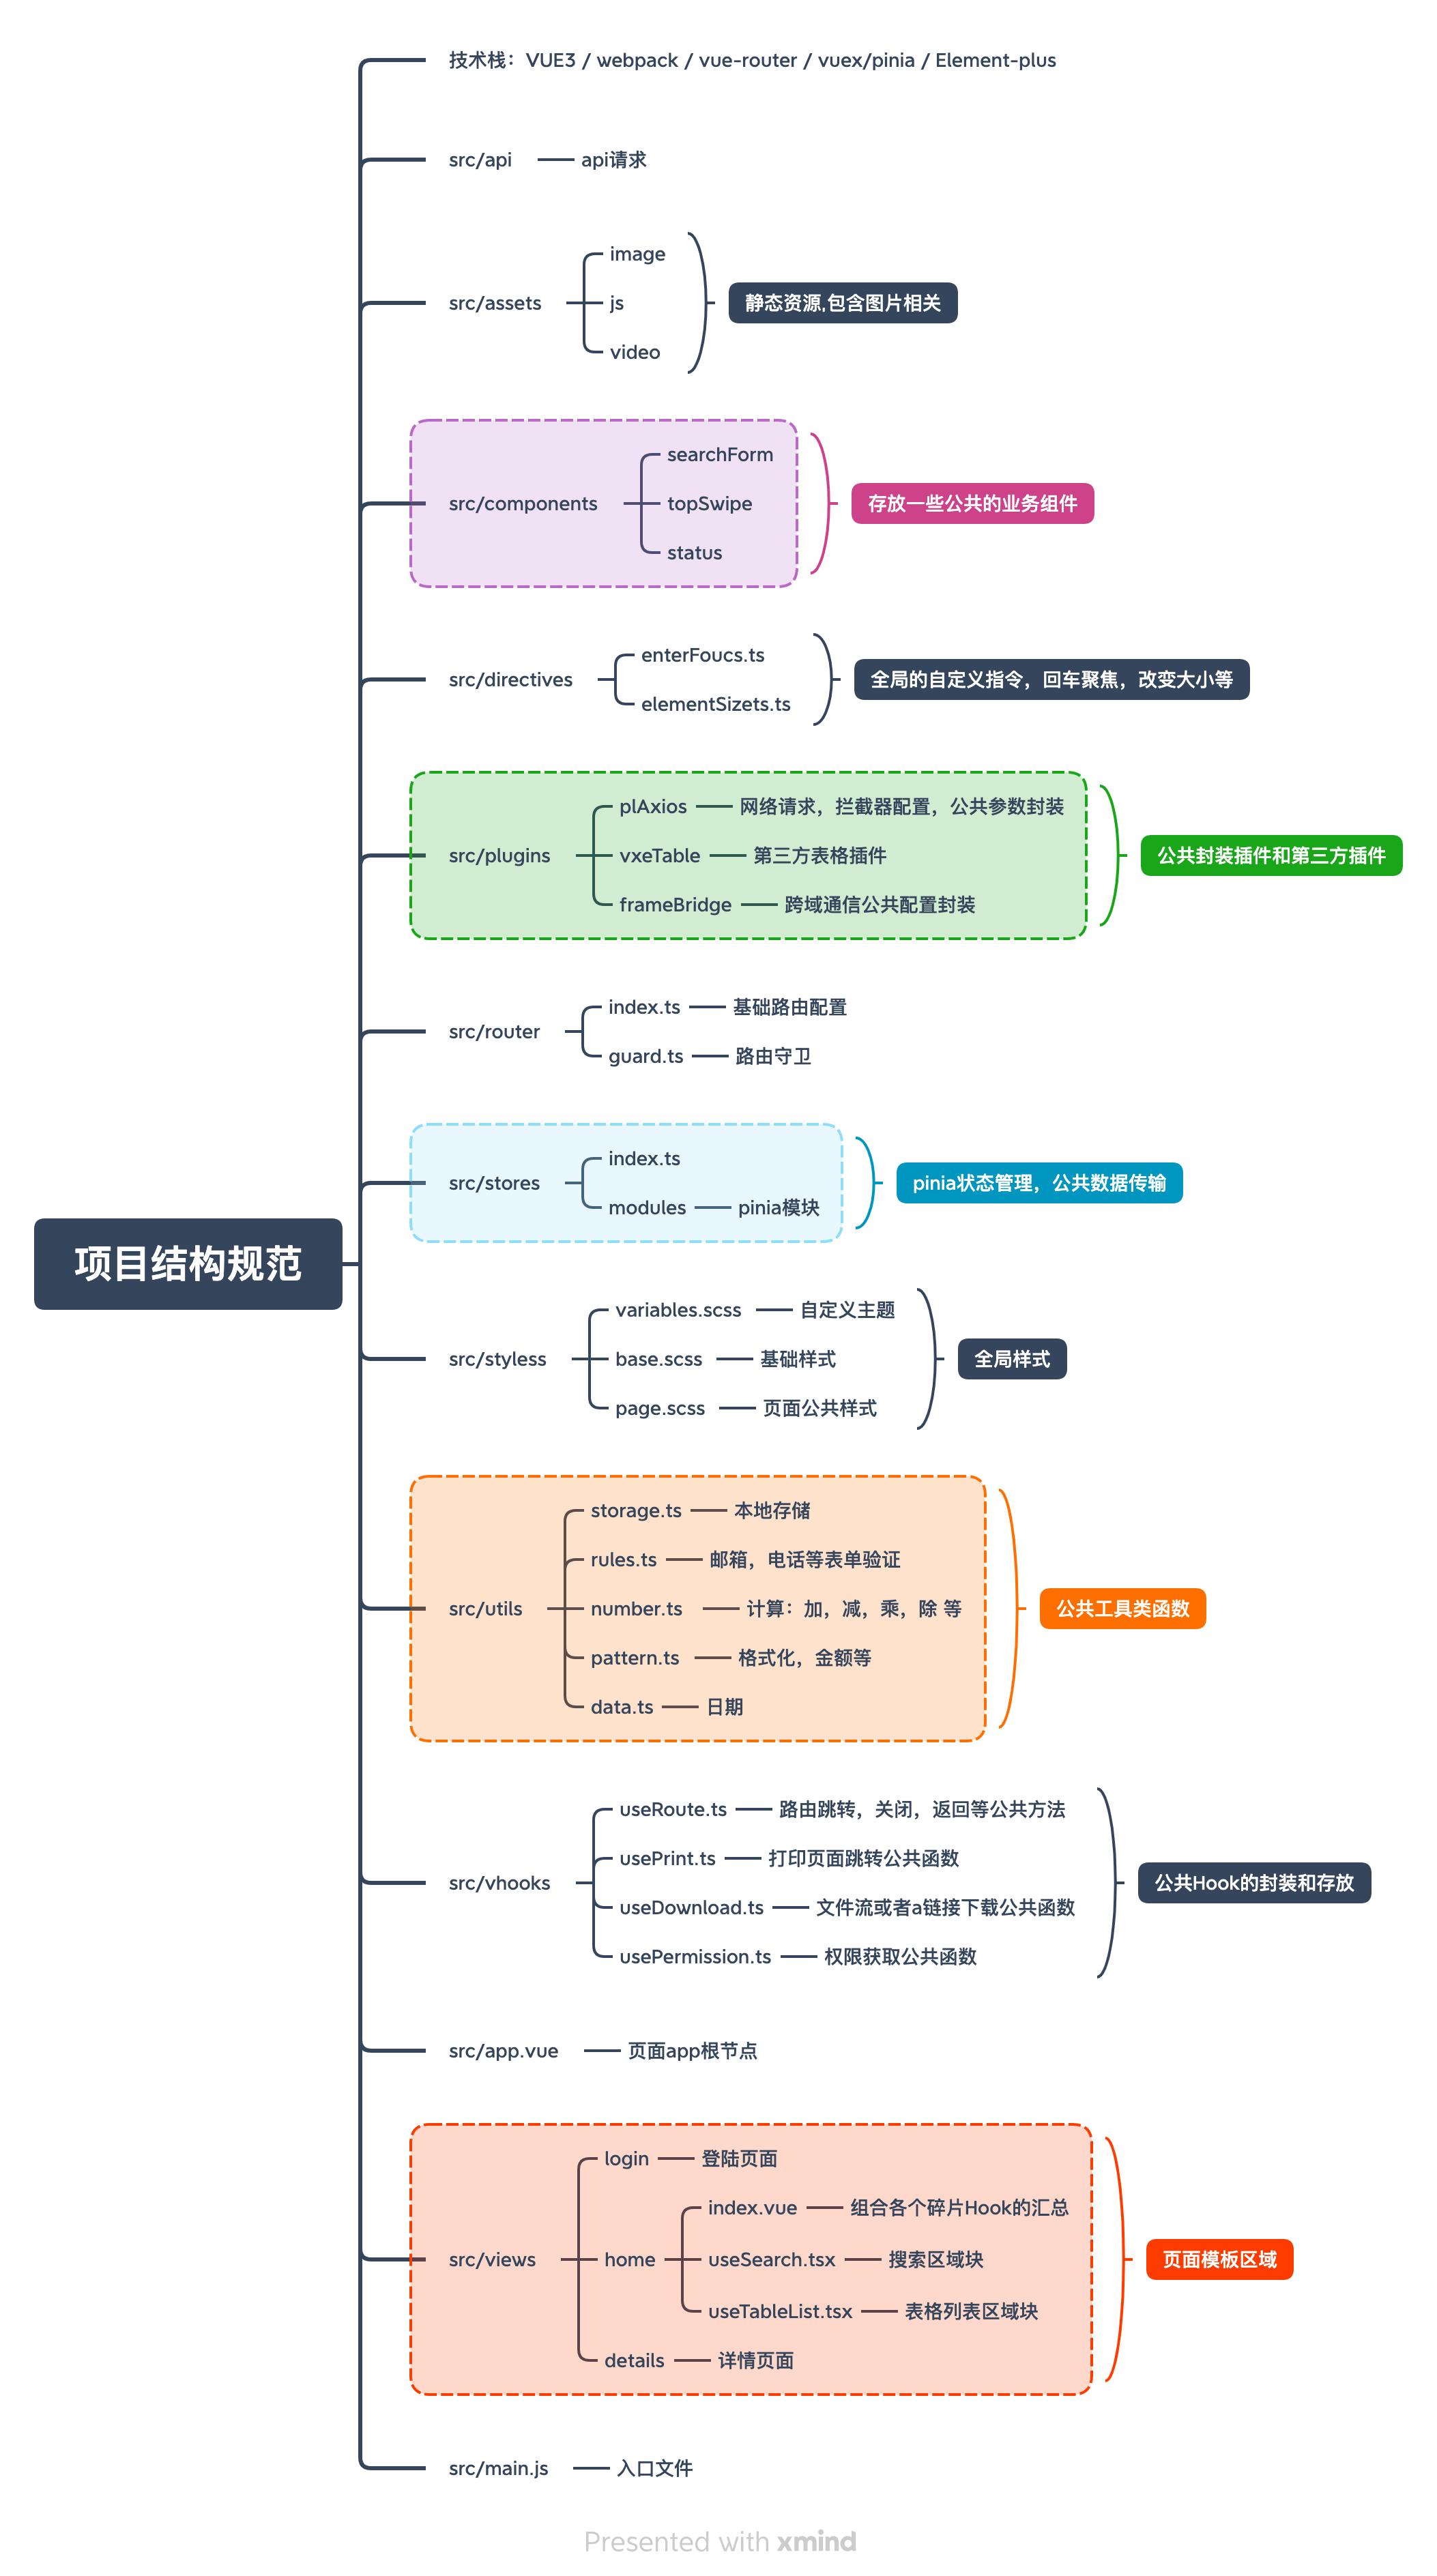 技术栈：VUE3 / webpack / vue-router / vuex/pinia / Element-plus
src/api
api请求
src/assets
image
js
video
静态资源,包含图片相关
src/components
searchForm
topSwipe
status
存放一些公共的业务组件
src/directives
enterFoucs.ts
elementSizets.ts
全局的自定义指令，回车聚焦，改变大小等
src/plugins
plAxios
网络请求，拦截器配置，公共参数封装
vxeTable
第三方表格插件
frameBridge
跨域通信公共配置封装
公共封装插件和第三方插件
src/router
index.ts
基础路由配置
guard.ts
路由守卫
src/stores
index.ts
modules
pinia模块
pinia状态管理，公共数据传输
项目结构规范
src/styless
variables.scss
自定义主题
base.scss
基础样式
page.scss
页面公共样式
全局样式
src/utils
storage.ts
本地存储
rules.ts
邮箱，电话等表单验证
number.ts
计算：加，减，乘，除 等
pattern.ts
格式化，金额等
data.ts
日期
公共工具类函数
src/vhooks
useRoute.ts
路由跳转，关闭，返回等公共方法
usePrint.ts
打印页面跳转公共函数
useDownload.ts
文件流或者a链接下载公共函数
usePermission.ts
权限获取公共函数
公共Hook的封装和存放
src/app.vue
页面app根节点
src/views
login
登陆页面
home
index.vue
组合各个碎片Hook的汇总
useSearch.tsx
搜索区域块
useTableList.tsx
表格列表区域块
details
详情页面
页面模板区域
src/main.js
入口文件
Presented with xmind